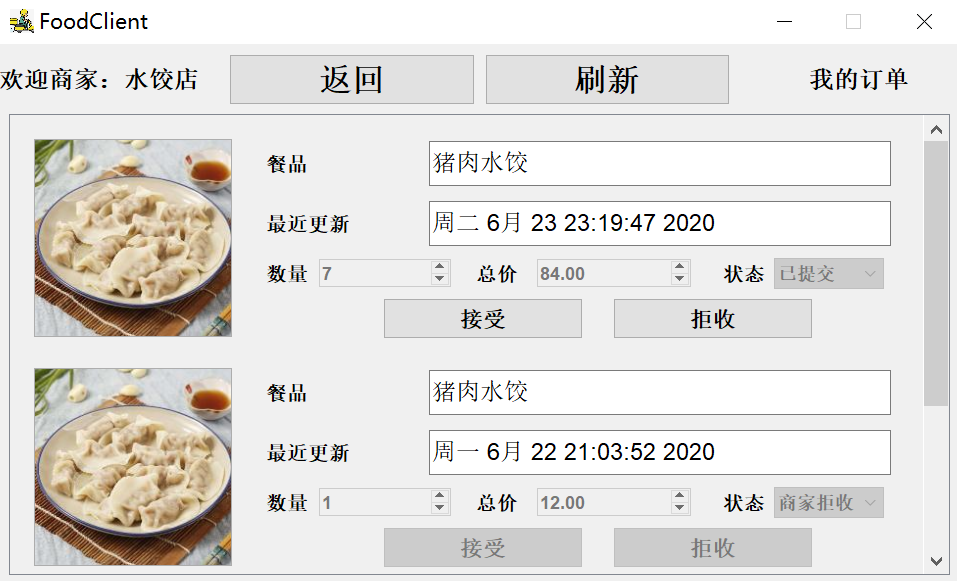 FoodClient
欢迎商家：水饺店 返回 刷新 我的订单
餐品 猪肉水饺
最近更新 周二 6月 23 23:19:47 2020
数量 7 总价 84.00 状态 已提交
接受 拒收
餐品 猪肉水饺
最近更新 周一 6月 22 21:03:52 2020
数量 1 总价 12.00 状态 商家拒收
接受 拒收